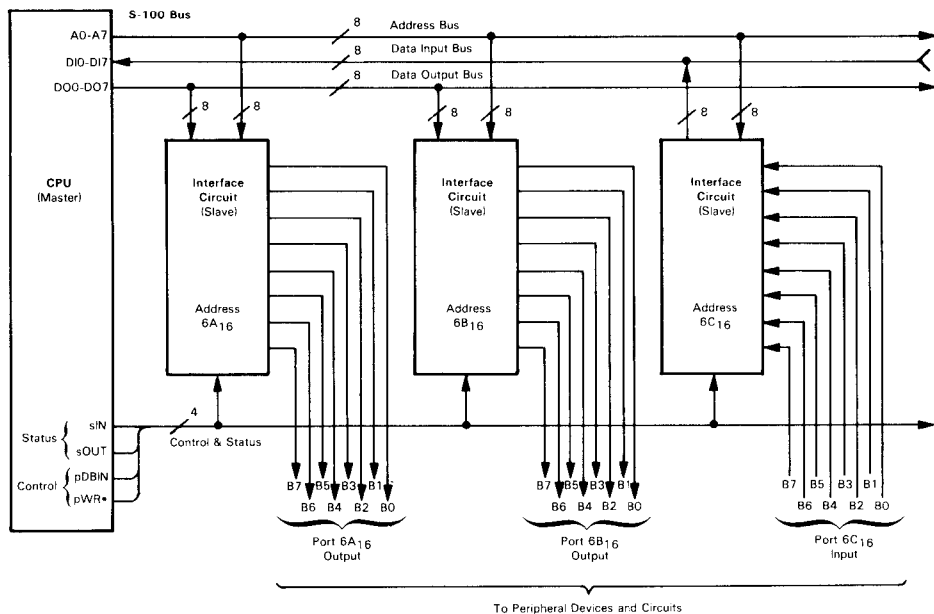 S-100 Bus
A0-A7
8
Address Bus
DI0-DI7
8
Data Input Bus
DO0-DO7
8
Data Output Bus
8
8
8
8
8
8
CPU
(Master)
Interface
Circuit
(Slave)
Address
6A16
Interface
Circuit
(Slave)
Address
6B16
Interface
Circuit
(Slave)
Address
6C16
Status
sIN
sOUT
Control
pDBIN
pWR*
4
Control & Status
B7 B5 B3 B1
B6 B4 B2 B0
Port 6A16
Output
B7 B5 B3 B1
B6 B4 B2 B0
Port 6B16
Output
B7 B5 B3 B1
B6 B4 B2 B0
Port 6C16
Input
To Peripheral Devices and Circuits